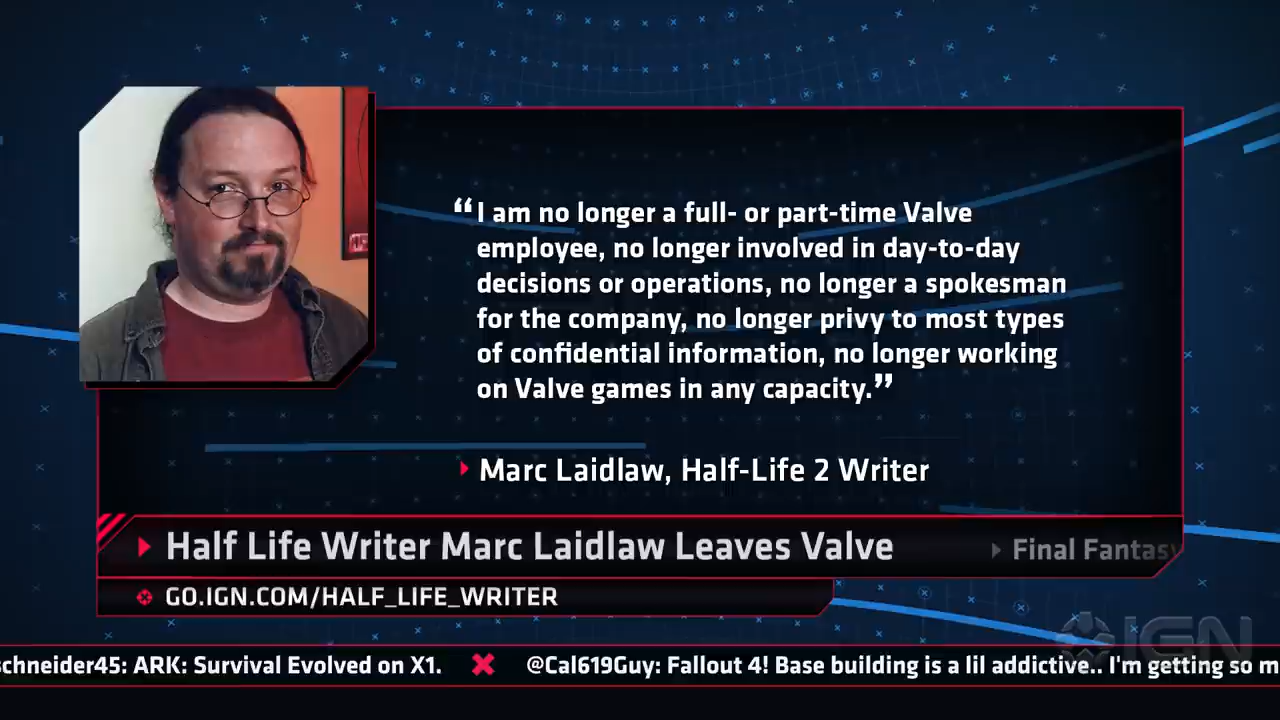 “I am no longer a full- or part-time Valve
employee, no longer involved in day-to-day
decisions or operations, no longer a spokesman
for the company, no longer privy to most types
of confidential information, no longer working
on Valve games in any capacity.”
Marc Laidlaw, Half-Life 2 Writer
Half Life Writer Marc Laidlaw Leaves Valve
Final Fantasy
GO.IGN.COM/HALF_LIFE_WRITER
IGN
schneider45: ARK: Survival Evolved on X1. @Cal619Guy: Fallout 4! Base building is a lil addictive.. I'm getting so m